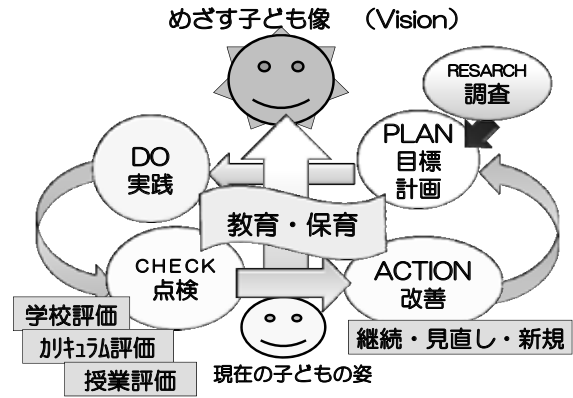 めざす子ども像　（Vision）
RESARCH
調査
PLAN
目標
計画
DO
実践
教育・保育
CHECK
点検
ACTION
改善
学校評価
ｶﾘｷｭﾗﾑ評価
授業評価
継続・見直し・新規
現在の子どもの姿